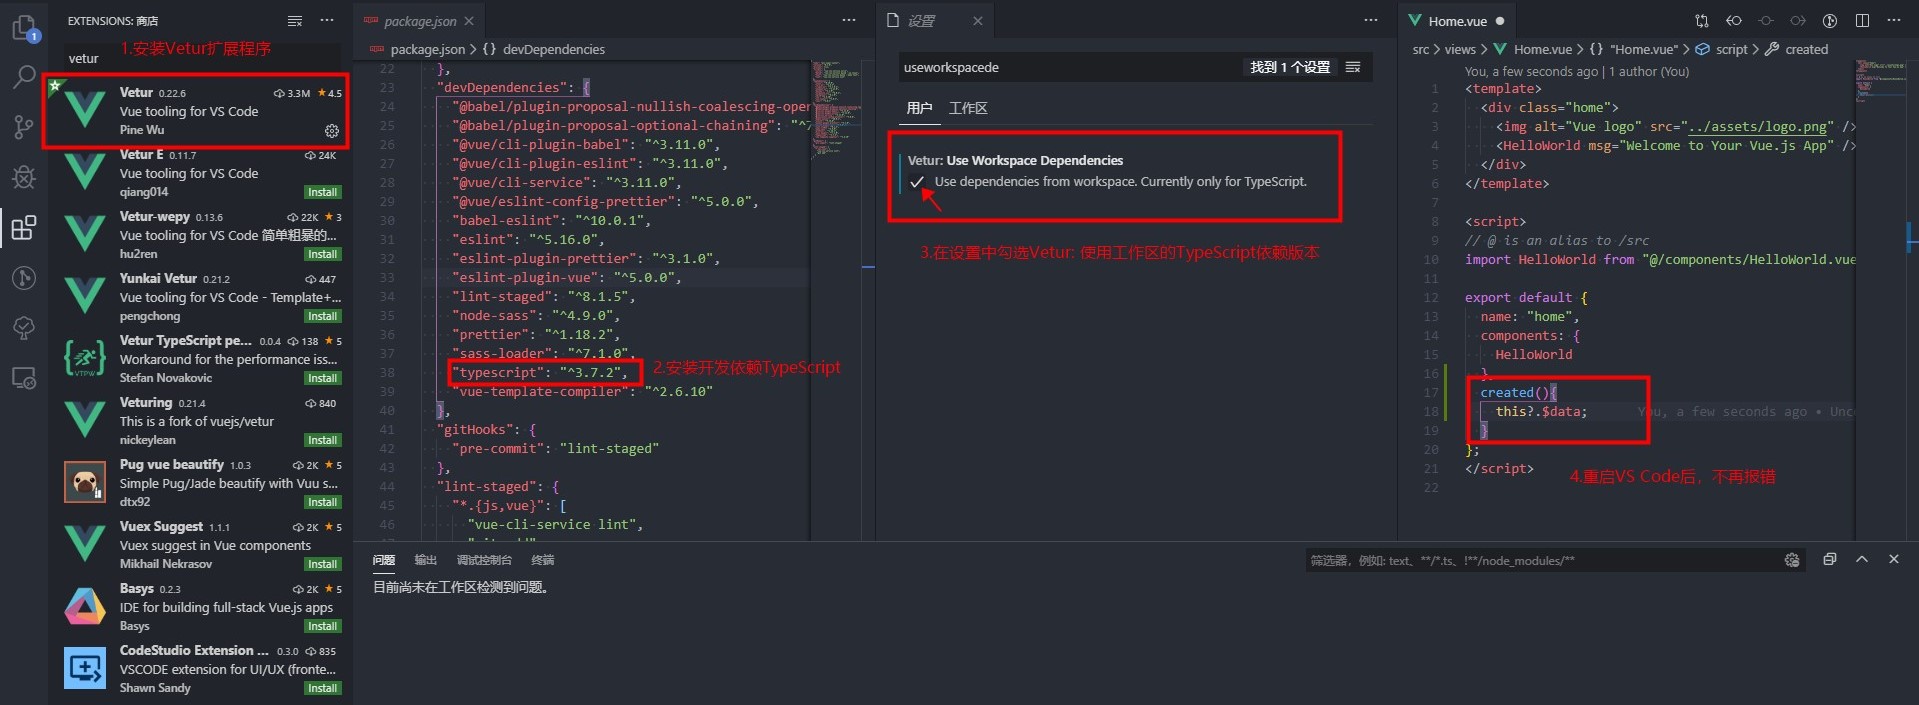 EXTENSIONS: 商店
1.安装Vetur扩展程序
vetur
1
Vetur 0.22.6 3.3M 4.5
Vue tooling for VS Code
Pine Wu
Vetur E 0.11.7 24K
Vue tooling for VS Code
qiang014 Install
Vetur-wepy 0.13.6 22K 3
Vue tooling for VS Code 简单粗暴的...
hu2ren Install
Yunkai Vetur 0.21.2 447
Vue tooling for VS Code - Template+...
pengchong Install
Vetur TypeScript pe... 0.0.4 138 5
Workaround for the performance iss...
VTPW
Stefan Novakovic Install
Veturing 0.21.4 840
This is a fork of vuejs/vetur
nickeylean Install
Pug vue beautify 1.0.3 2K 5
Simple Pug/Jade beautify with Vuu s...
dtx92 Install
Vuex Suggest 1.1.1 2K 5
Vuex suggest in Vue components
Mikhail Nekrasov Install
Basys 0.2.3 2K 5
IDE for building full-stack Vue.js apps
Basys Install
CodeStudio Extension ... 0.3.0 835
VSCODE extension for UI/UX (fronte...
Shawn Sandy Install
package.json
package.json > {} devDependencies
22 },
23 "devDependencies": {
24 "@babel/plugin-proposal-nullish-coalescing-oper
25 "@babel/plugin-proposal-optional-chaining": "^7
26 "@vue/cli-plugin-babel": "^3.11.0",
27 "@vue/cli-plugin-eslint": "^3.11.0",
28 "@vue/cli-service": "^3.11.0",
29 "@vue/eslint-config-prettier": "^5.0.0",
30 "babel-eslint": "^10.0.1",
31 "eslint": "^5.16.0",
32 "eslint-plugin-prettier": "^3.1.0",
33 "eslint-plugin-vue": "^5.0.0",
34 "lint-staged": "^8.1.5",
35 "node-sass": "^4.9.0",
36 "prettier": "^1.18.2",
37 "sass-loader": "^7.1.0",
38 "typescript": "^3.7.2",
2.安装开发依赖TypeScript
39 "vue-template-compiler": "^2.6.10"
40 },
41 "gitHooks": {
42 "pre-commit": "lint-staged"
43 },
44 "lint-staged": {
45 "*.{js,vue}": [
46 "vue-cli-service lint",
设置
useworkspacede 找到 1 个设置
用户 工作区
Vetur: Use Workspace Dependencies
Use dependencies from workspace. Currently only for TypeScript.
3.在设置中勾选Vetur: 使用工作区的TypeScript依赖版本
Home.vue
src > views > Home.vue > {} "Home.vue" > script > created
You, a few seconds ago | 1 author (You)
1 <template>
2 <div class="home">
3 <img alt="Vue logo" src="../assets/logo.png" />
4 <HelloWorld msg="Welcome to Your Vue.js App" />
5 </div>
6 </template>
7
8 <script>
9 // @ is an alias to /src
10 import HelloWorld from "@/components/HelloWorld.vue
11
12 export default {
13 name: "home",
14 components: {
15 HelloWorld
16 },
17 created(){
18 this?.$data; You, a few seconds ago • Unco
19 }
20 };
21 </script>
22
4.重启VS Code后，不再报错
问题 输出 调试控制台 终端
筛选器，例如: text、**/*.ts、!**/node_modules/**
目前尚未在工作区检测到问题。